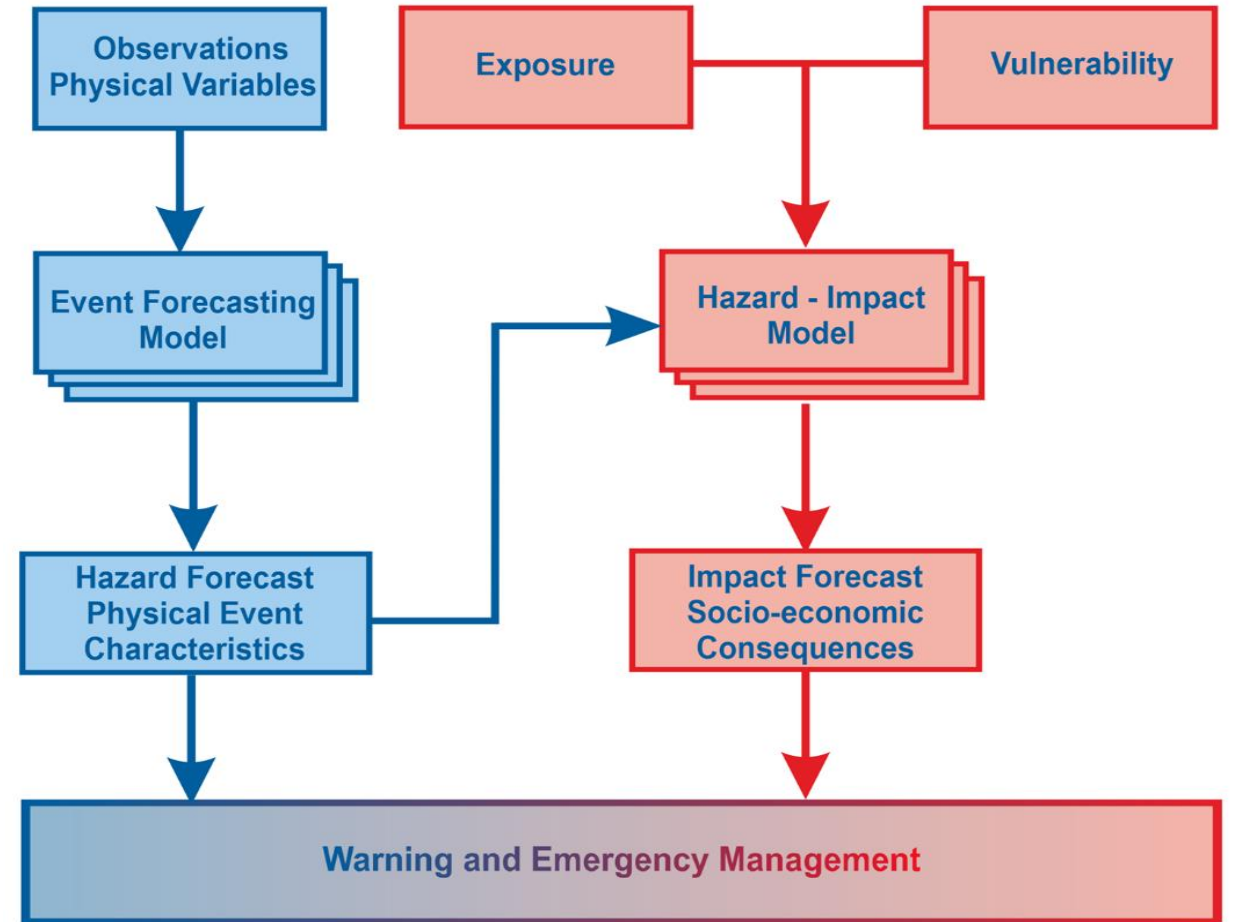 Observations
Physical Variables
Exposure
Vulnerability
Event Forecasting
Model
Hazard - Impact
Model
Hazard Forecast
Physical Event
Characteristics
Impact Forecast
Socio-economic
Consequences
Warning and Emergency Management